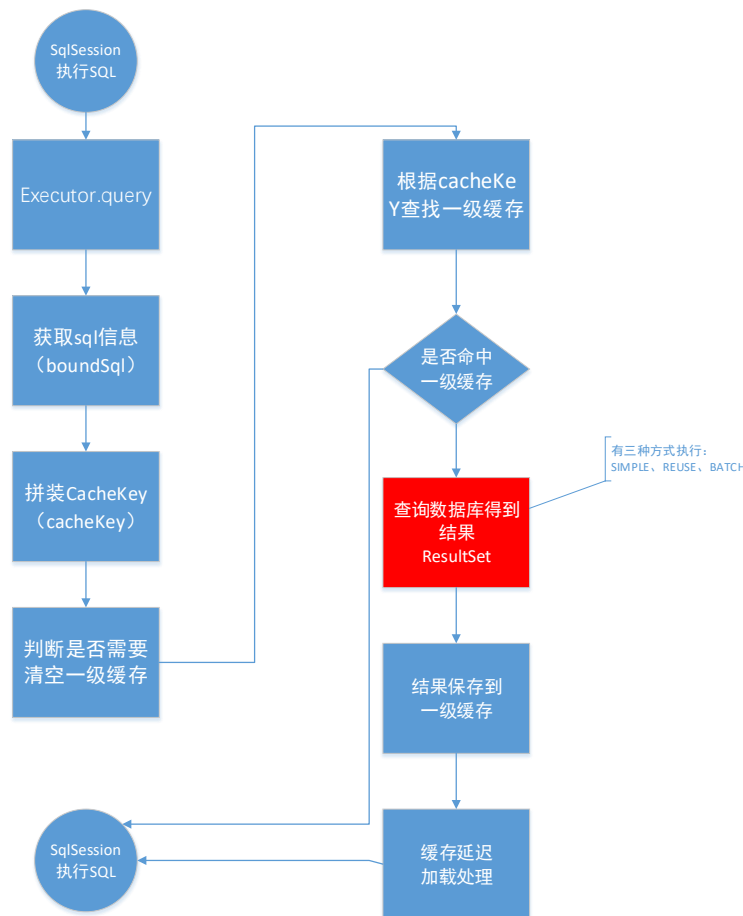 SqlSession
执行SQL
Executor.query
获取sql信息
（boundSql）
拼装CacheKey
（cacheKey）
判断是否需要
清空一级缓存
根据cacheKe
Y查找一级缓存
是否命中
一级缓存
有三种方式执行：
SIMPLE、REUSE、BATCH
查询数据库得到
结果
ResultSet
结果保存到
一级缓存
缓存延迟
加载处理
SqlSession
执行SQL